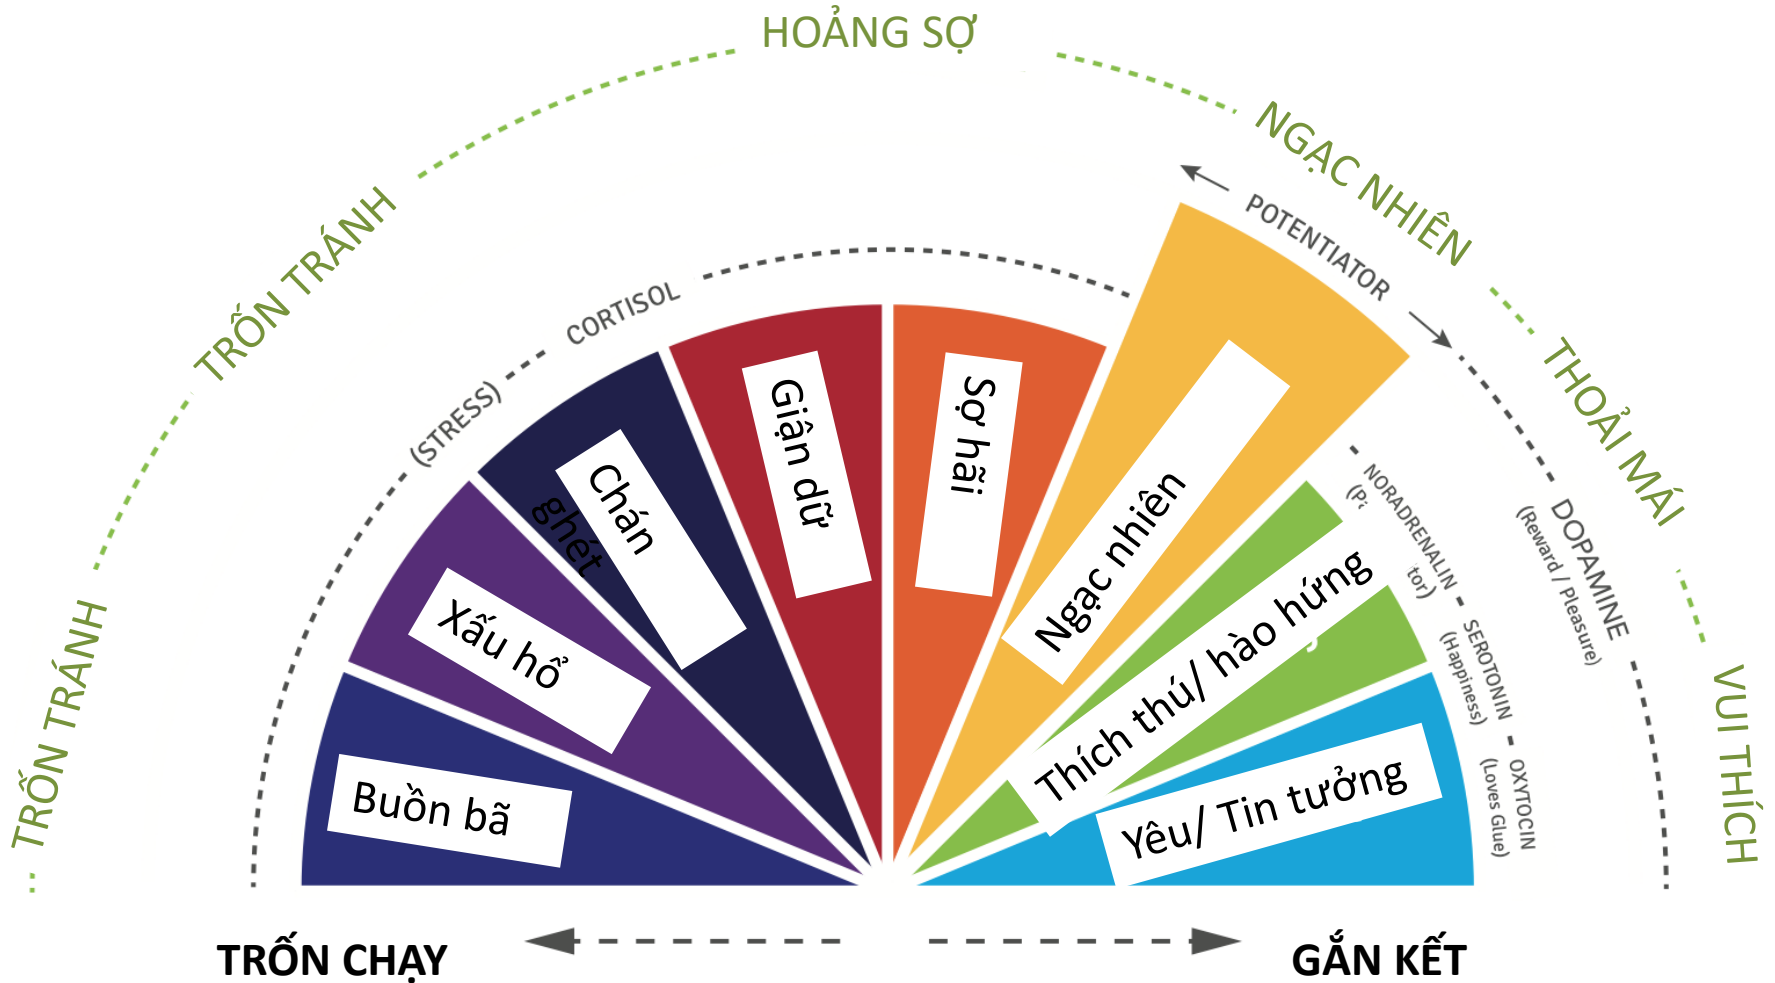 HOẢNG SỢ
TRỐN TRÁNH
TRỐN TRÁNH
NGẠC NHIÊN
THOẢI MÁI
VUI THÍCH
(STRESS)
CORTISOL
POTENTIATOR
DOPAMINE
(Reward / Pleasure)
NORADRENALIN
SEROTONIN
(Happiness)
OXYTOCIN
(Loves Glue)
Buồn bã
Xấu hổ
Chán
ghét
Giận dữ
Sợ hãi
Ngạc nhiên
Thích thú/ hào hứng
Yêu/ Tin tưởng
TRỐN CHẠY
GẮN KẾT